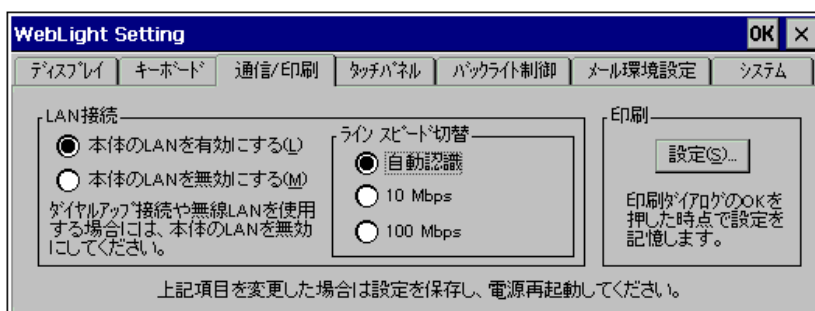 WebLight Setting OK ×
ディスプレイ キーボード 通信/印刷 タッチパネル バックライト制御 メール環境設定 システム
LAN接続
本体のLANを有効にする(L)
本体のLANを無効にする(M)
ダイヤルアップ接続や無線LANを使用
する場合には、本体のLANを無効
にしてください。
ライン スピード切替
自動認識
10 Mbps
100 Mbps
印刷
設定(S)...
印刷ダイアログのOKを
押した時点で設定を
記憶します。
上記項目を変更した場合は設定を保存し、電源再起動してください。